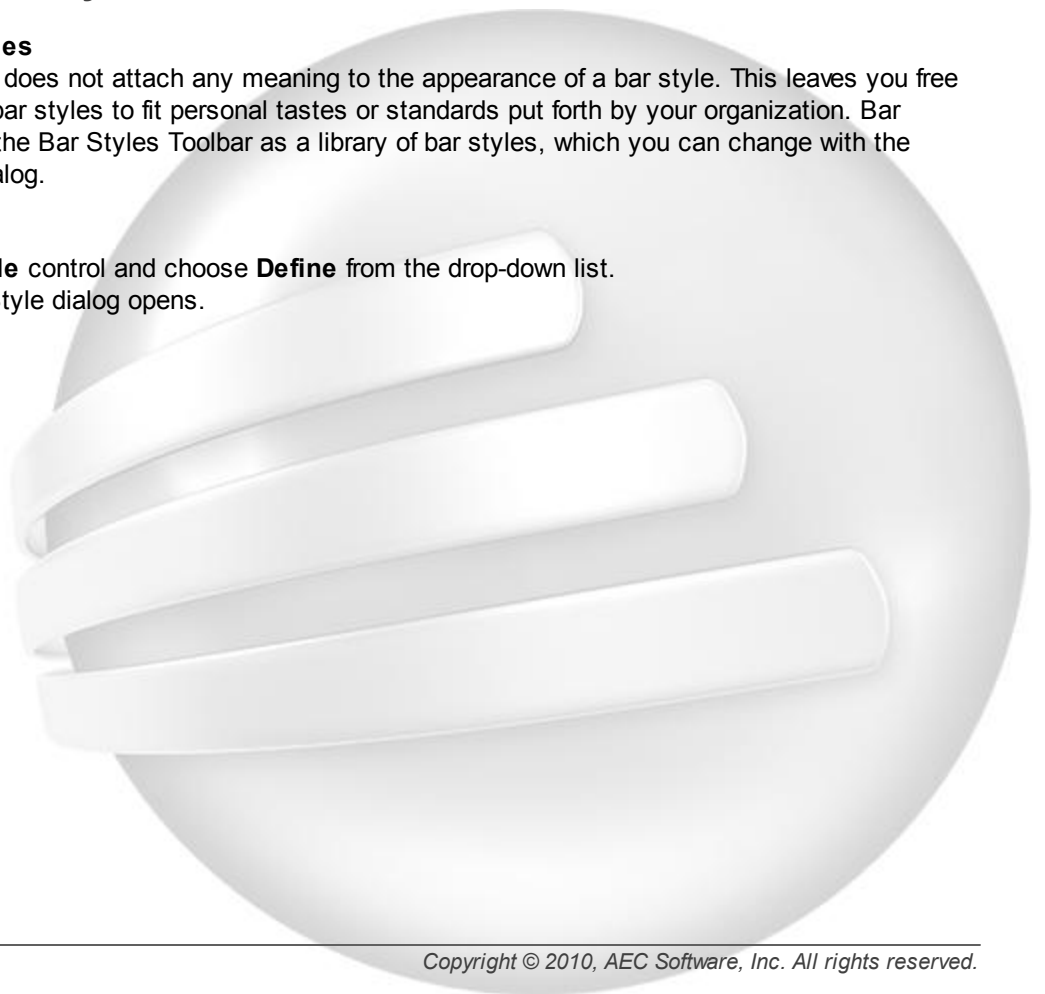 es
does not attach any meaning to the appearance of a bar style. This leaves you free
bar styles to fit personal tastes or standards put forth by your organization. Bar
the Bar Styles Toolbar as a library of bar styles, which you can change with the
alog.
le control and choose Define from the drop-down list.
Style dialog opens.
Copyright © 2010, AEC Software, Inc. All rights reserved.